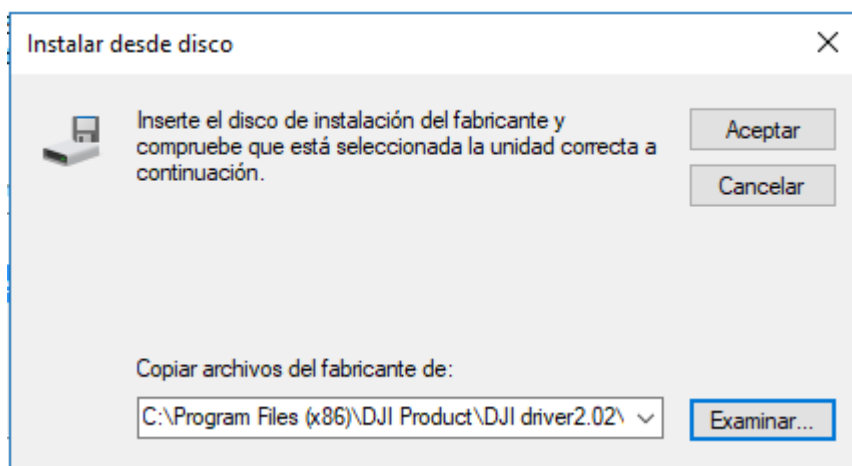 Instalar desde disco
Inserte el disco de instalación del fabricante y
compruebe que está seleccionada la unidad correcta a
continuación.
Aceptar
Cancelar
Copiar archivos del fabricante de:
C:\Program Files (x86)\DJI Product\DJI driver2.02\
Examinar...